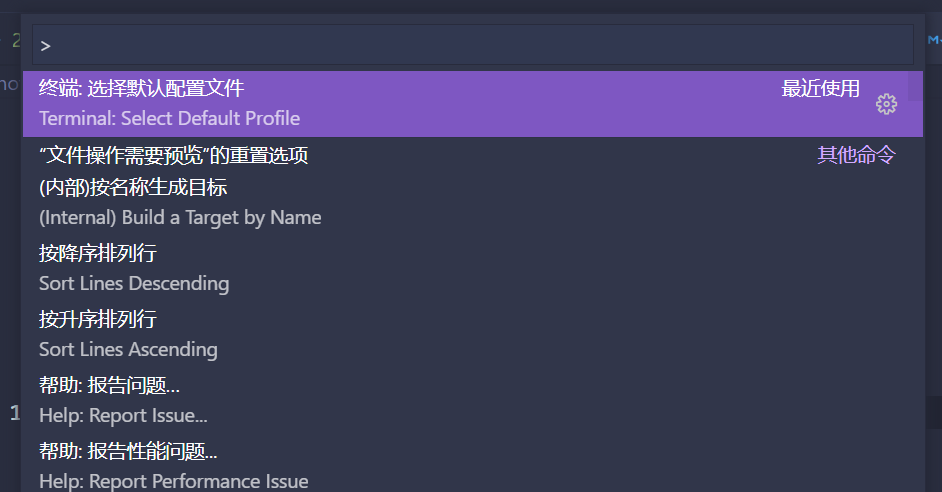 >
终端: 选择默认配置文件 最近使用
Terminal: Select Default Profile
“文件操作需要预览”的重置选项 其他命令
(内部)按名称生成目标
(Internal) Build a Target by Name
按降序排列行
Sort Lines Descending
按升序排列行
Sort Lines Ascending
帮助: 报告问题...
Help: Report Issue...
1
帮助: 报告性能问题...
Help: Report Performance Issue